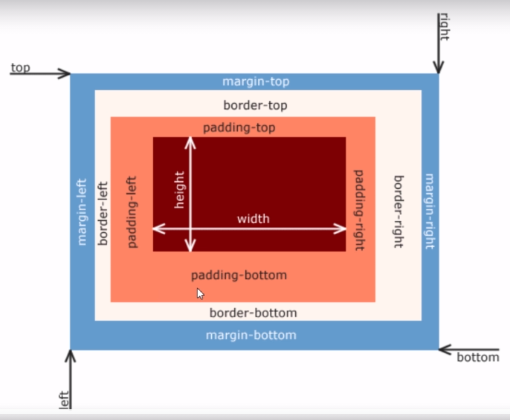 right
top
margin-top
border-top
padding-top
margin-left
border-left
padding-left
height
width
padding-right
border-right
margin-right
padding-bottom
border-bottom
margin-bottom
bottom
left